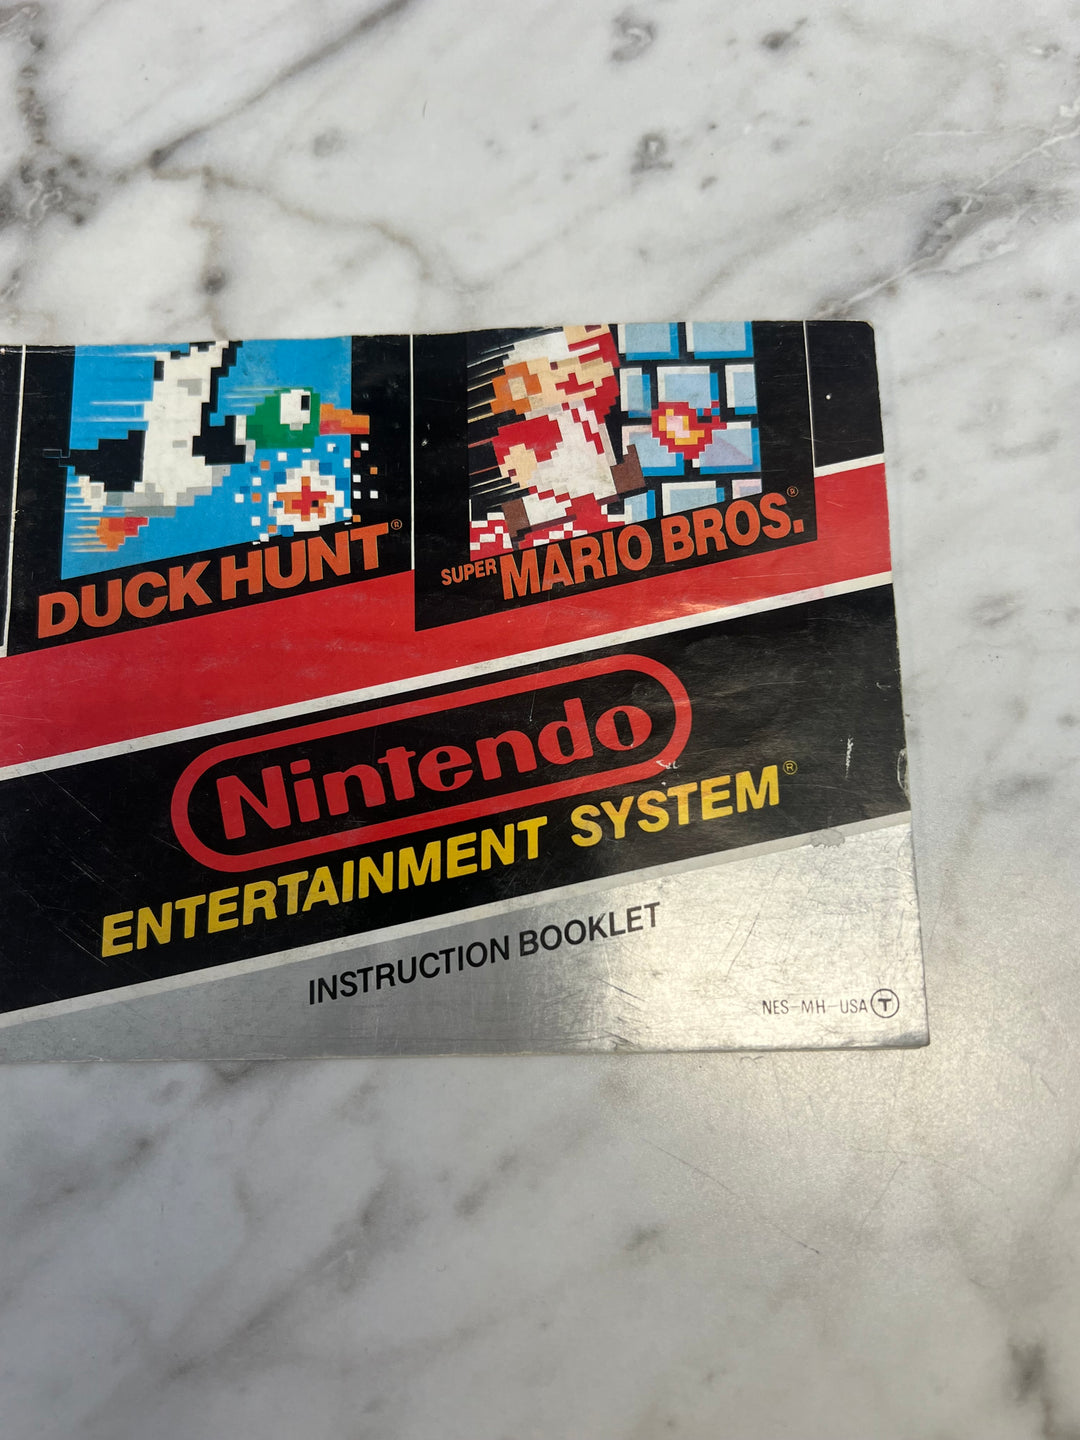 DUCK HUNT®
SUPER MARIO BROS.®
Nintendo
ENTERTAINMENT SYSTEM®
INSTRUCTION BOOKLET
NES-MH-USA Ⓣ